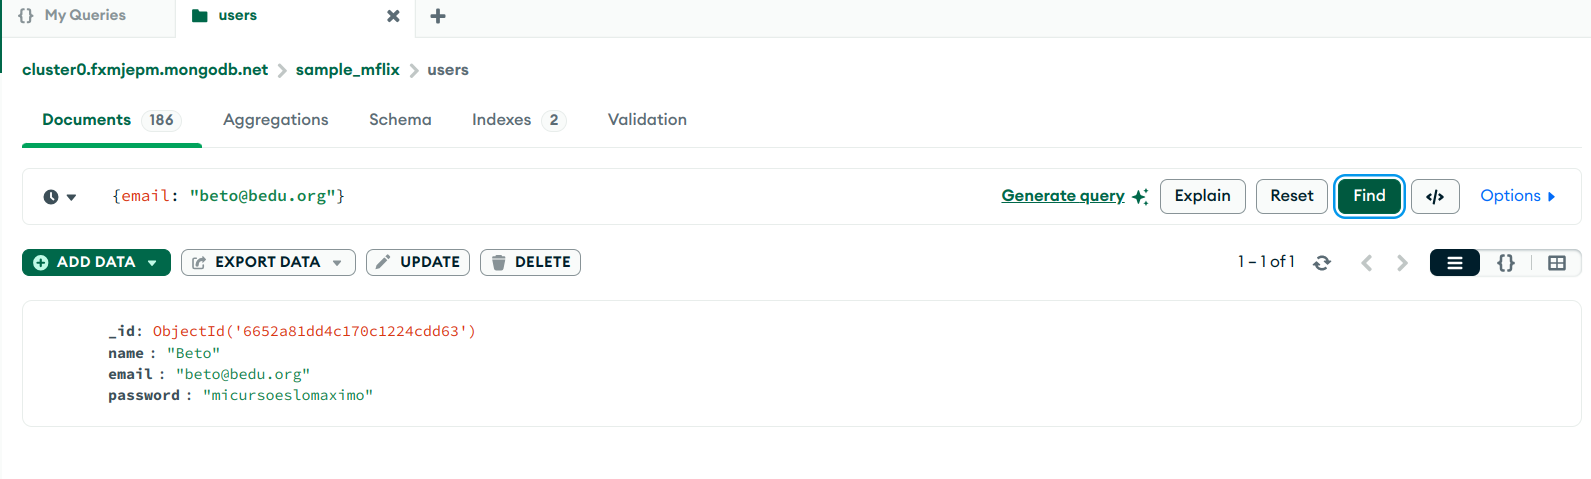 {} My Queries users
cluster0.fxmjepm.mongodb.net > sample_mflix > users
Documents 186 Aggregations Schema Indexes 2 Validation
{email: "beto@bedu.org"} Generate query Explain Reset Find </> Options
ADD DATA EXPORT DATA UPDATE DELETE 1 – 1 of 1 {}
_id: ObjectId('6652a81dd4c170c1224cdd63')
name : "Beto"
email : "beto@bedu.org"
password : "micursoeslomaximo"